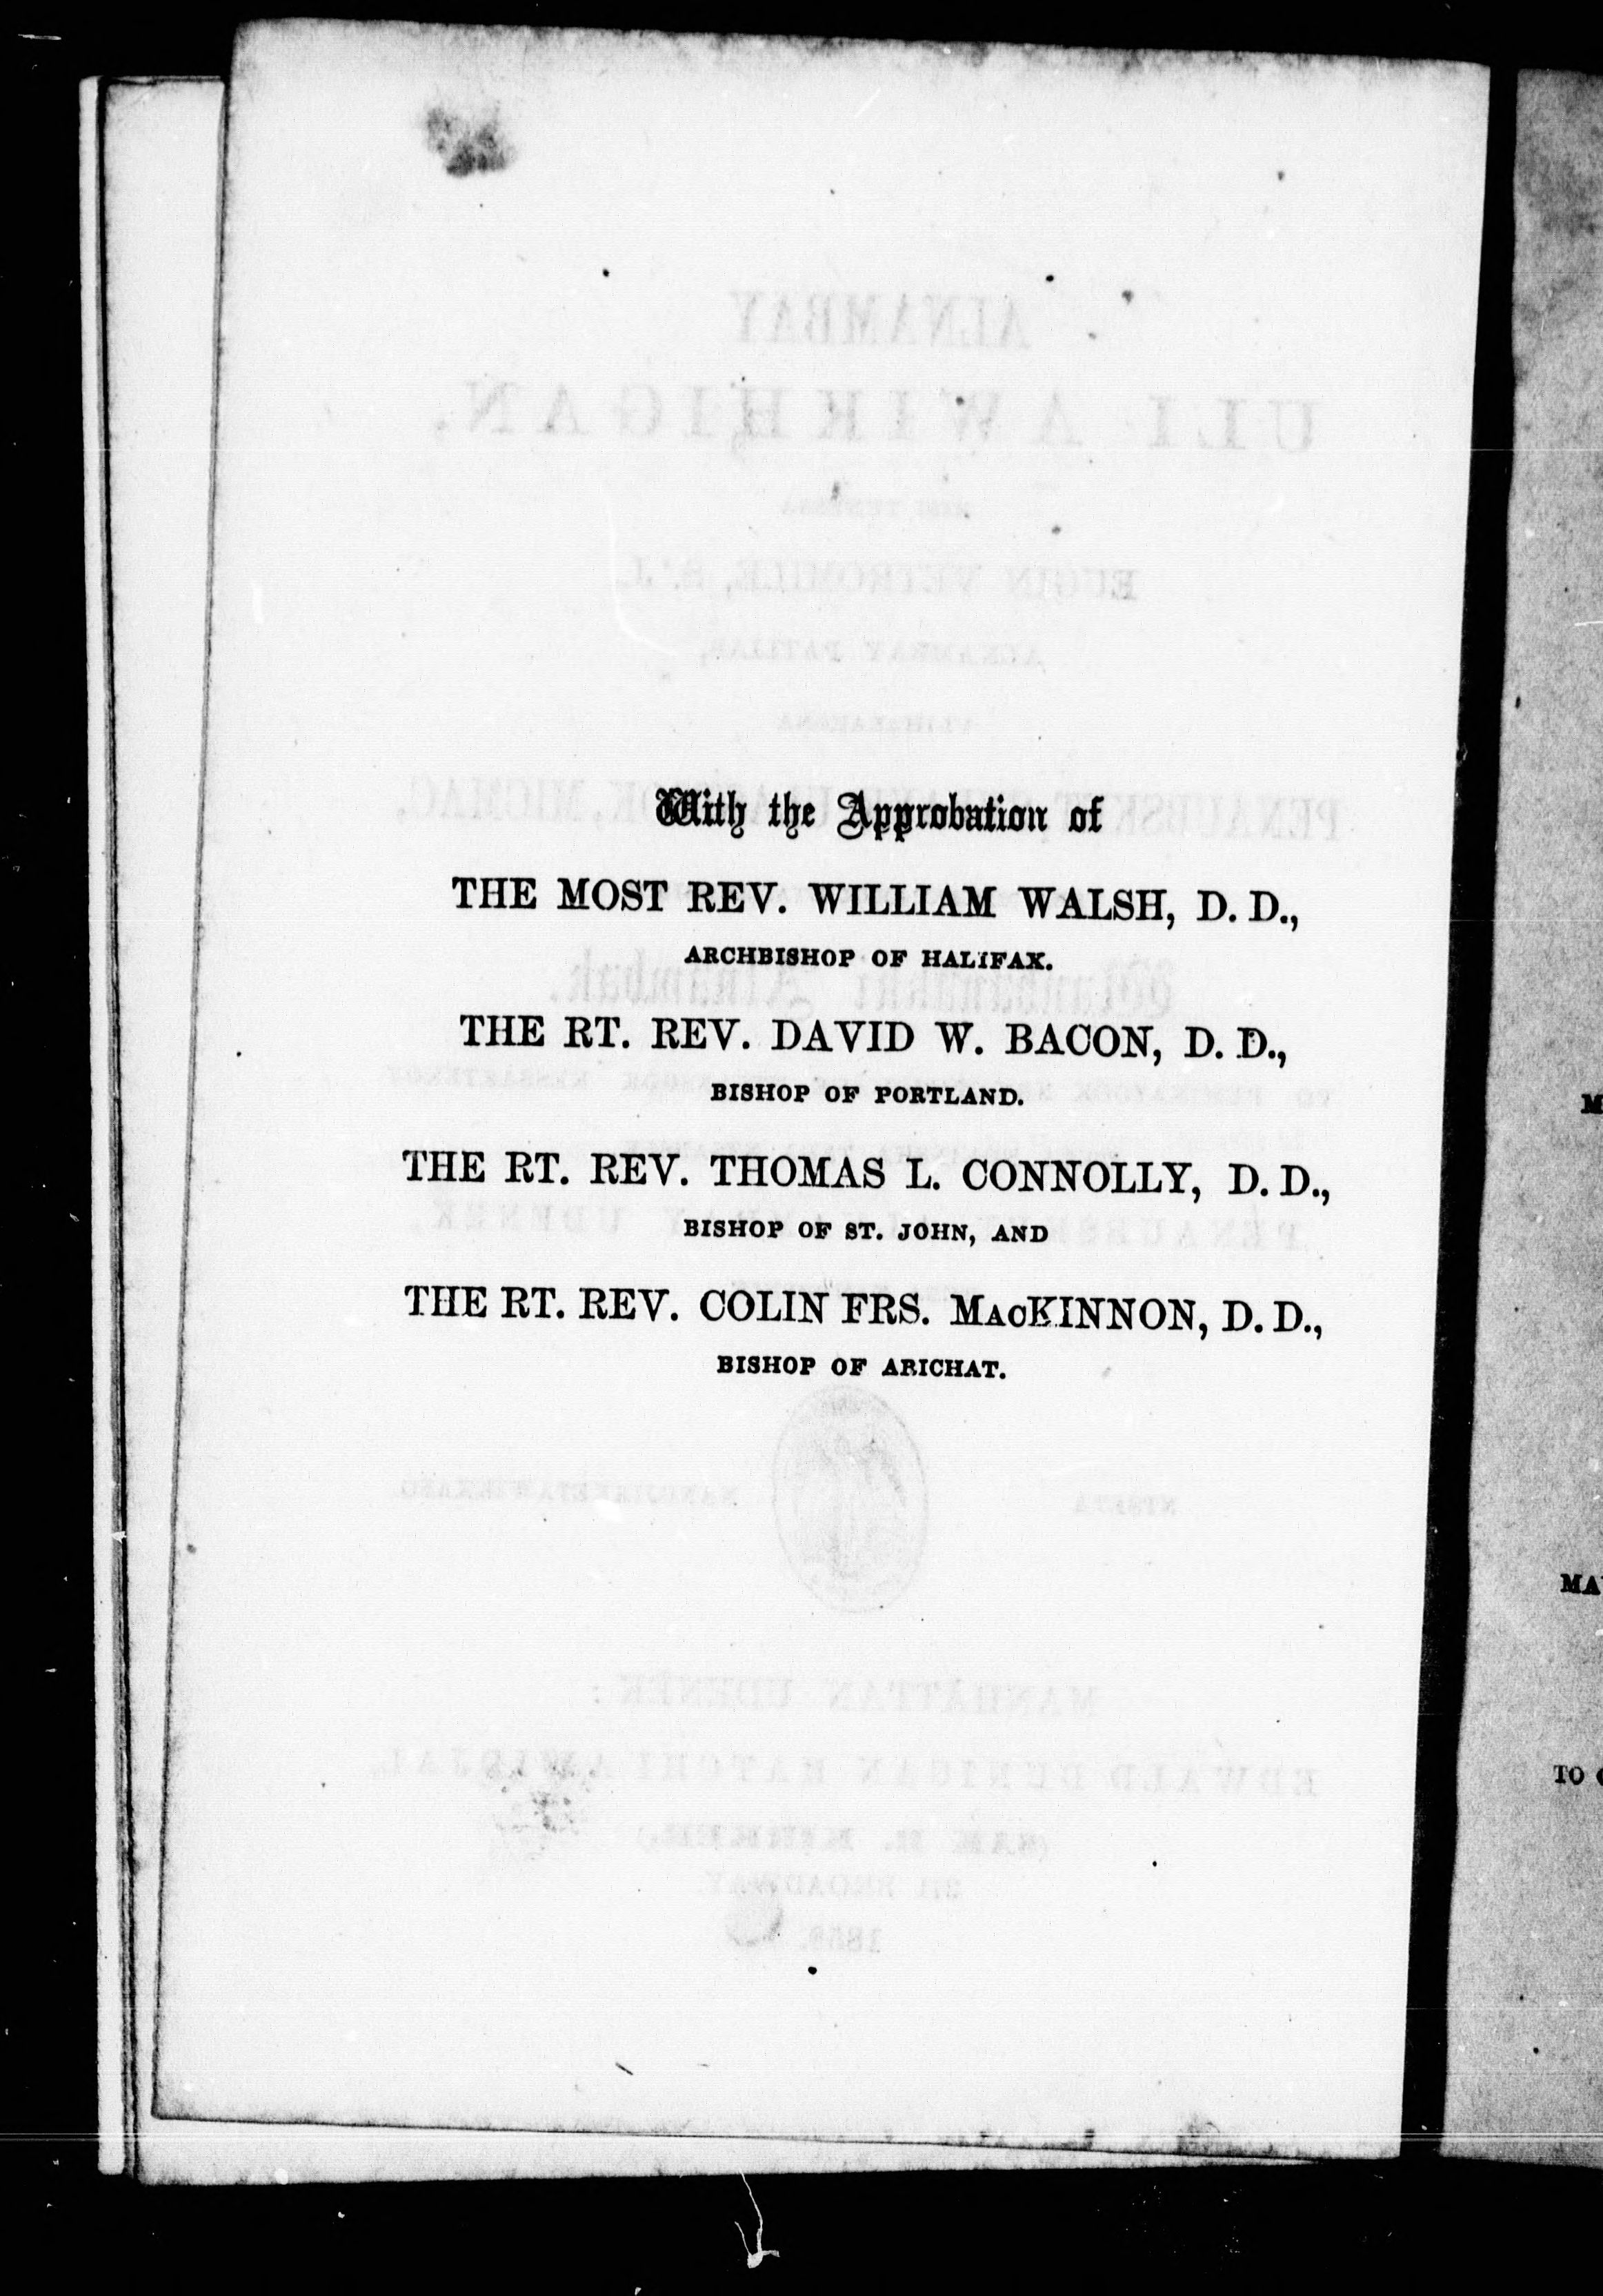 With the Approbation of
THE MOST REV. WILLIAM WALSH, D. D.,
ARCHBISHOP OF HALIFAX.
THE RT. REV. DAVID W. BACON, D. D.,
BISHOP OF PORTLAND.
THE RT. REV. THOMAS L. CONNOLLY, D. D.,
BISHOP OF ST. JOHN, AND
THE RT. REV. COLIN FRS. MACKINNON, D. D.,
BISHOP OF ARICHAT.